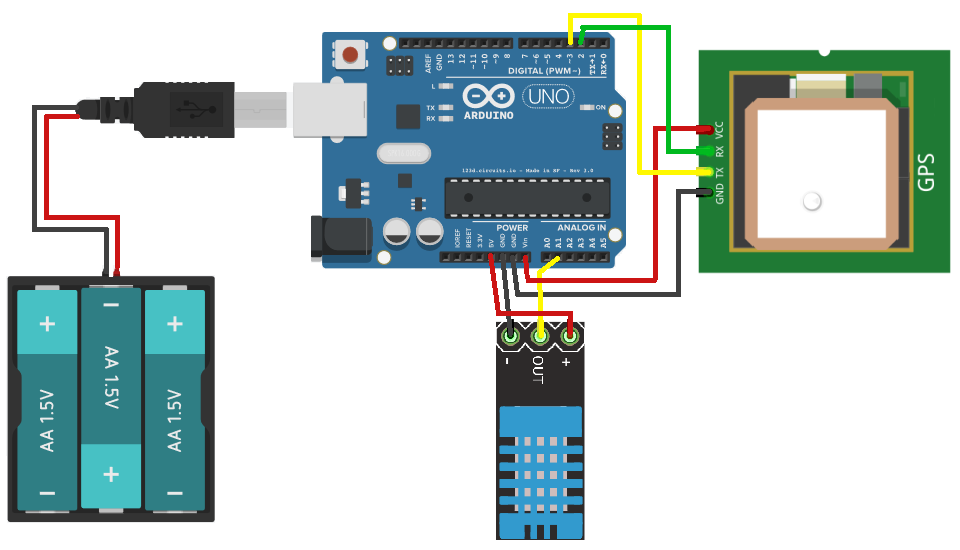 AREF
GND
13
12
~11
~10
~9
8
7
~6
~5
4
~3
2
TX→1
RX←0
DIGITAL (PWM~)
L
TX
RX
ARDUINO
UNO
ON
123d.circuits.io - Made in SF - Rev 1.0
POWER
ANALOG IN
IOREF
RESET
3.3V
5V
GND
GND
Vin
A0
A1
A2
A3
A4
A5
VCC
RX
TX
GND
GPS
+
AA 1.5V
−
−
AA 1.5V
+
+
AA 1.5V
−
-
OUT
+